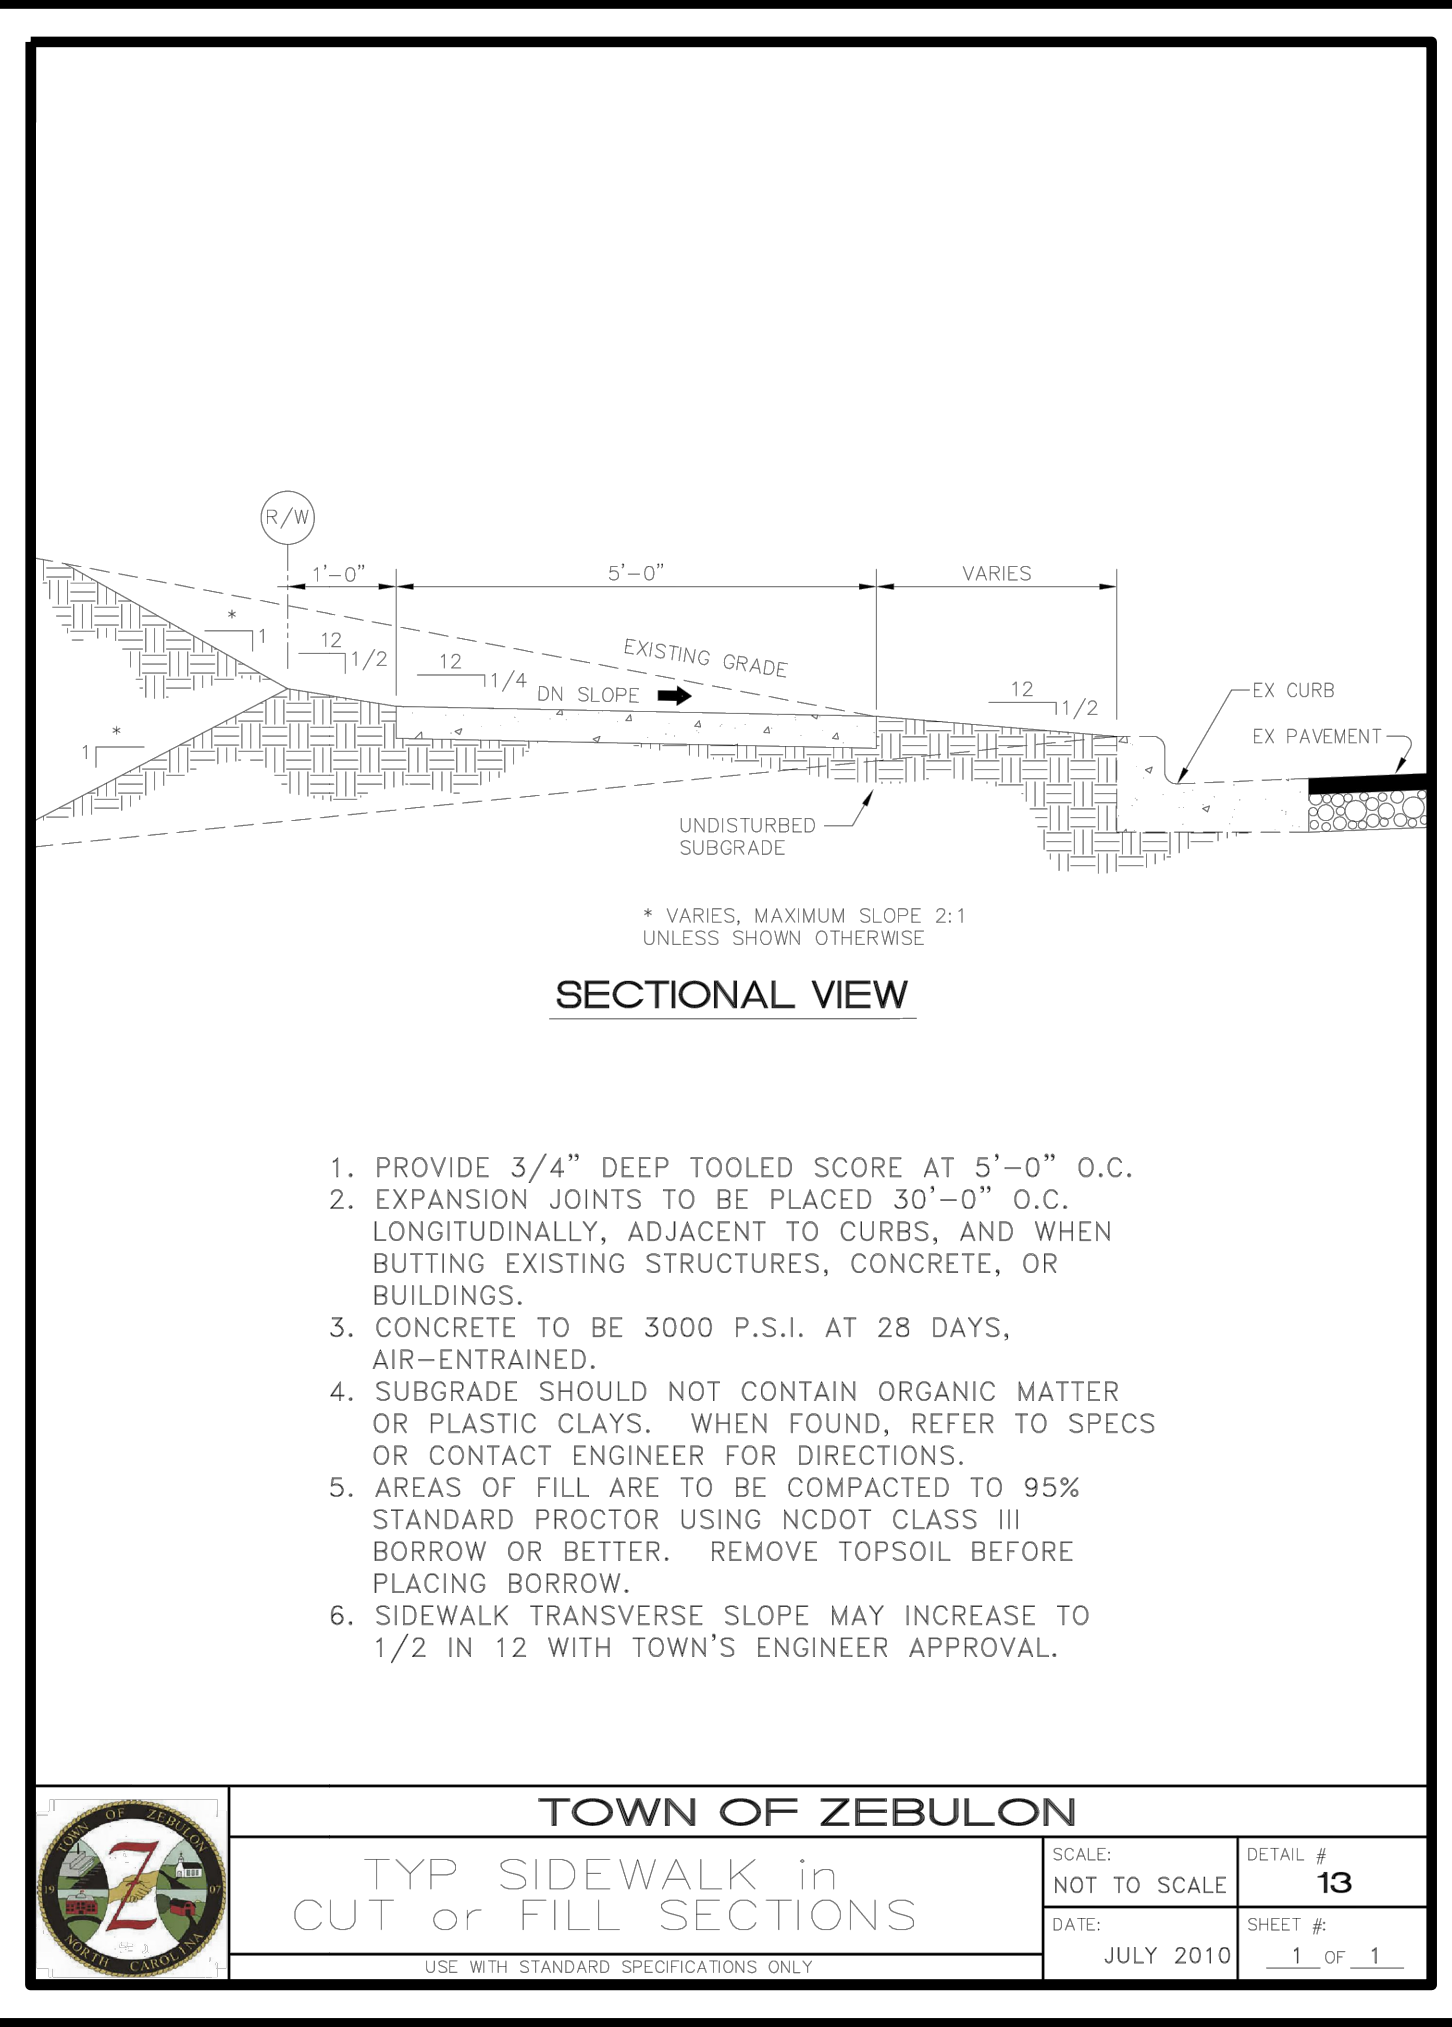 R/W
1'-0"
5'-0"
VARIES
*
1
12
1/2
12
1/4
EXISTING GRADE
DN SLOPE
12
1/2
EX CURB
*
1
EX PAVEMENT
UNDISTURBED
SUBGRADE
* VARIES, MAXIMUM SLOPE 2:1
UNLESS SHOWN OTHERWISE
SECTIONAL VIEW
1. PROVIDE 3/4" DEEP TOOLED SCORE AT 5'-0" O.C.
2. EXPANSION JOINTS TO BE PLACED 30'-0" O.C.
LONGITUDINALLY, ADJACENT TO CURBS, AND WHEN
BUTTING EXISTING STRUCTURES, CONCRETE, OR
BUILDINGS.
3. CONCRETE TO BE 3000 P.S.I. AT 28 DAYS,
AIR-ENTRAINED.
4. SUBGRADE SHOULD NOT CONTAIN ORGANIC MATTER
OR PLASTIC CLAYS. WHEN FOUND, REFER TO SPECS
OR CONTACT ENGINEER FOR DIRECTIONS.
5. AREAS OF FILL ARE TO BE COMPACTED TO 95%
STANDARD PROCTOR USING NCDOT CLASS III
BORROW OR BETTER. REMOVE TOPSOIL BEFORE
PLACING BORROW.
6. SIDEWALK TRANSVERSE SLOPE MAY INCREASE TO
1/2 IN 12 WITH TOWN'S ENGINEER APPROVAL.
TOWN OF ZEBULON
Z
19
07
NORTH CAROLINA
TOWN OF ZEBULON
TYP SIDEWALK in
CUT or FILL SECTIONS
USE WITH STANDARD SPECIFICATIONS ONLY
SCALE:
NOT TO SCALE
DETAIL #
13
DATE:
JULY 2010
SHEET #:
1 OF 1